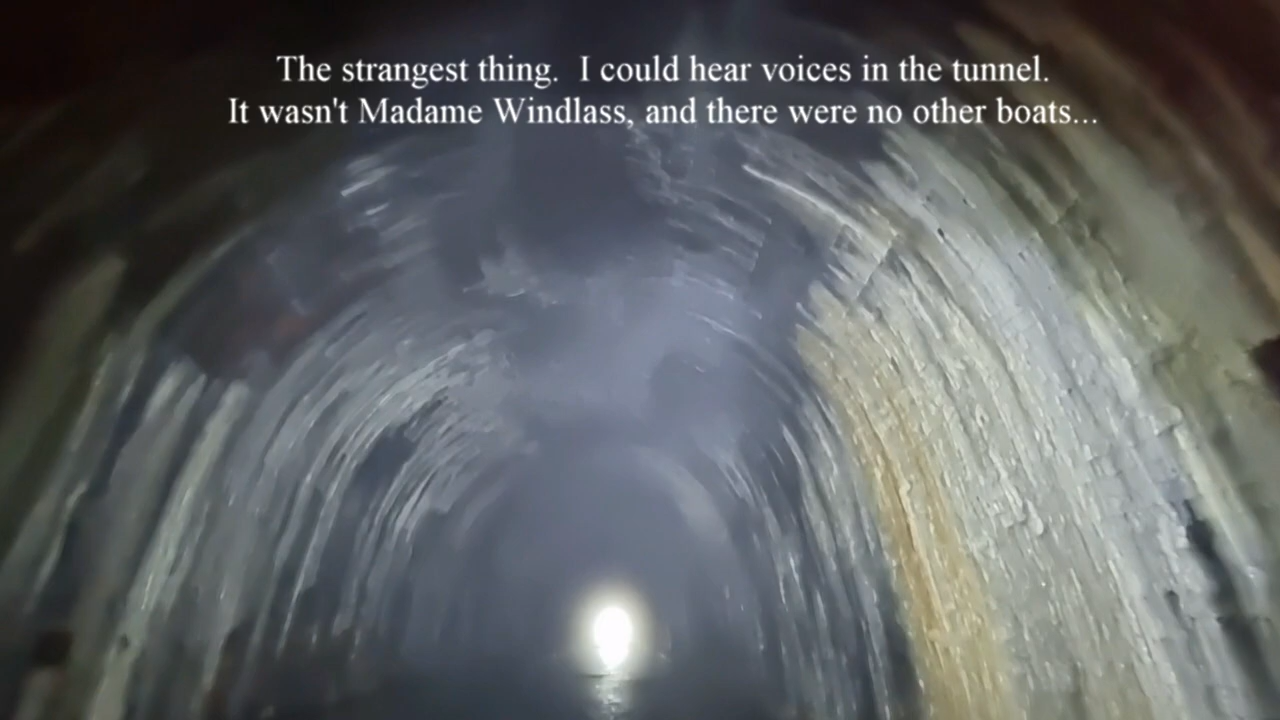 The strangest thing.  I could hear voices in the tunnel.
It wasn't Madame Windlass, and there were no other boats...